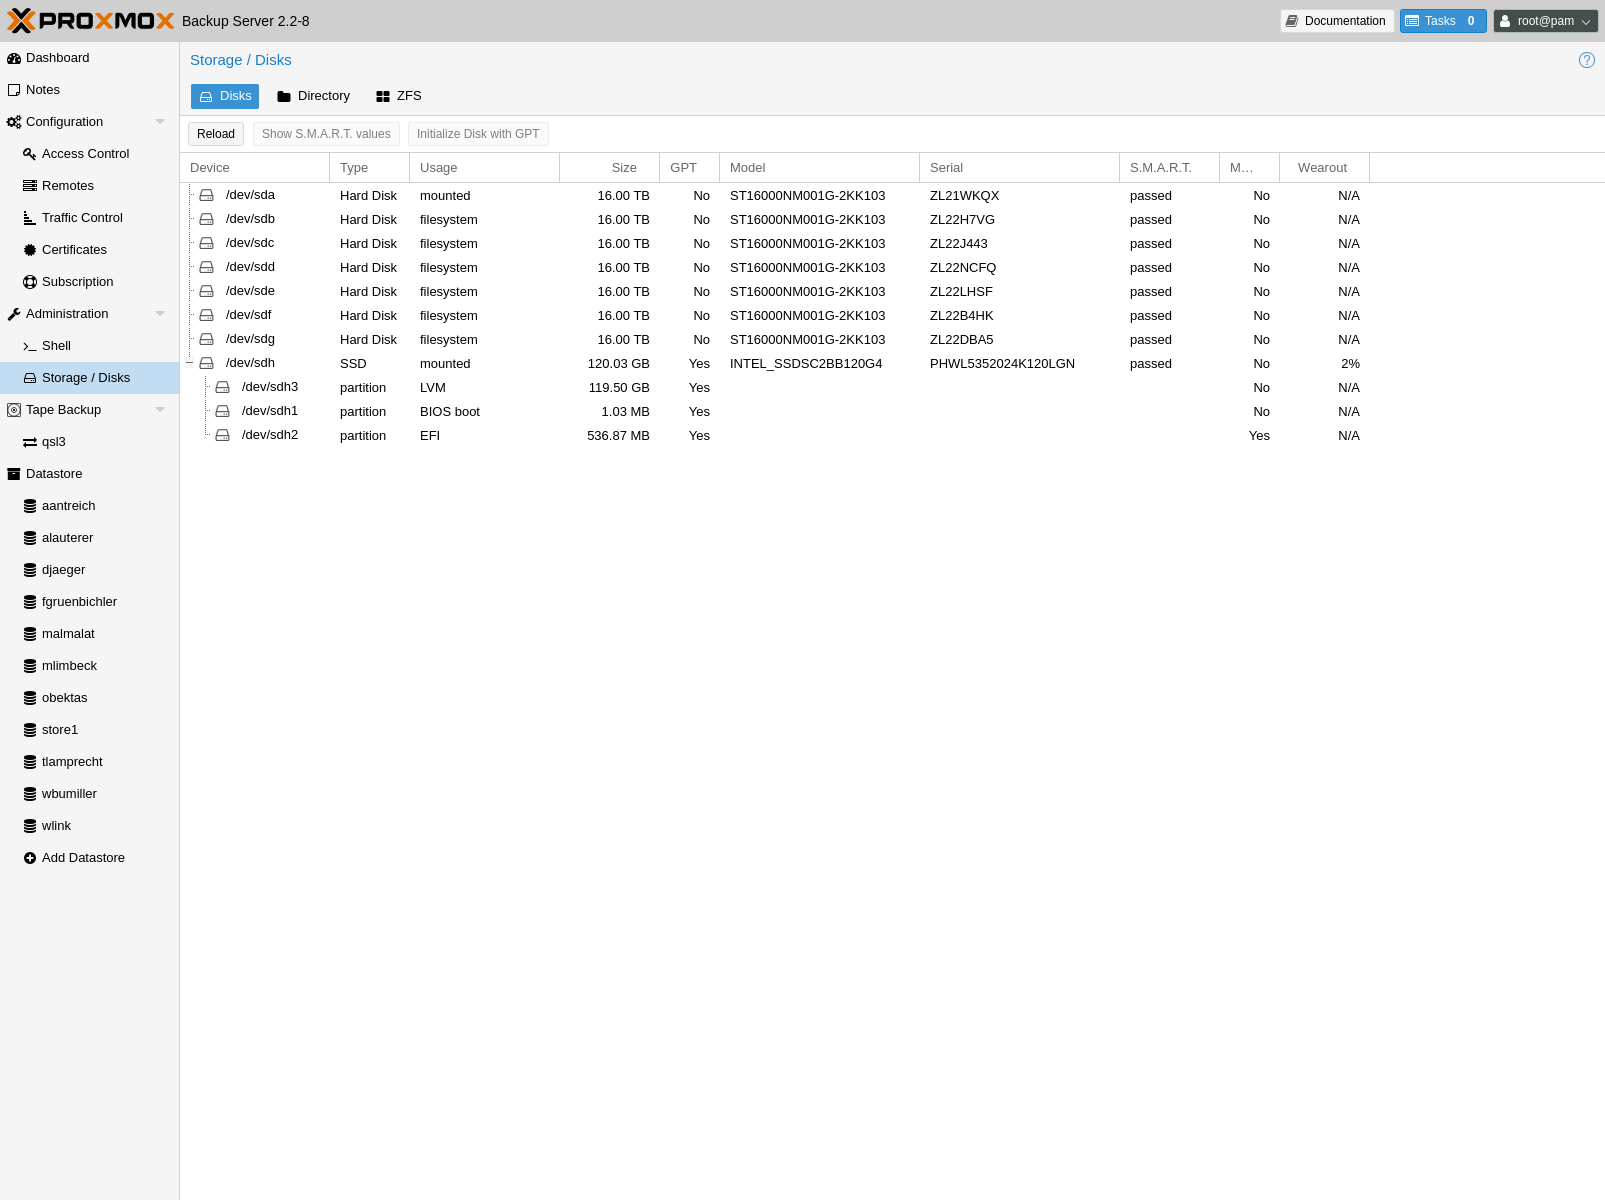 PROXMOX Backup Server 2.2-8 Documentation Tasks 0 root@pam
Dashboard
Notes
Configuration
Access Control
Remotes
Traffic Control
Certificates
Subscription
Administration
Shell
Storage / Disks
Tape Backup
qsl3
Datastore
aantreich
alauterer
djaeger
fgruenbichler
malmalat
mlimbeck
obektas
store1
tlamprecht
wbumiller
wlink
Add Datastore
Storage / Disks
Disks Directory ZFS
Reload Show S.M.A.R.T. values Initialize Disk with GPT
Device Type Usage Size GPT Model Serial S.M.A.R.T. M... Wearout
/dev/sda Hard Disk mounted 16.00 TB No ST16000NM001G-2KK103 ZL21WKQX passed No N/A
/dev/sdb Hard Disk filesystem 16.00 TB No ST16000NM001G-2KK103 ZL22H7VG passed No N/A
/dev/sdc Hard Disk filesystem 16.00 TB No ST16000NM001G-2KK103 ZL22J443 passed No N/A
/dev/sdd Hard Disk filesystem 16.00 TB No ST16000NM001G-2KK103 ZL22NCFQ passed No N/A
/dev/sde Hard Disk filesystem 16.00 TB No ST16000NM001G-2KK103 ZL22LHSF passed No N/A
/dev/sdf Hard Disk filesystem 16.00 TB No ST16000NM001G-2KK103 ZL22B4HK passed No N/A
/dev/sdg Hard Disk filesystem 16.00 TB No ST16000NM001G-2KK103 ZL22DBA5 passed No N/A
/dev/sdh SSD mounted 120.03 GB Yes INTEL_SSDSC2BB120G4 PHWL5352024K120LGN passed No 2%
/dev/sdh3 partition LVM 119.50 GB Yes No N/A
/dev/sdh1 partition BIOS boot 1.03 MB Yes No N/A
/dev/sdh2 partition EFI 536.87 MB Yes Yes N/A